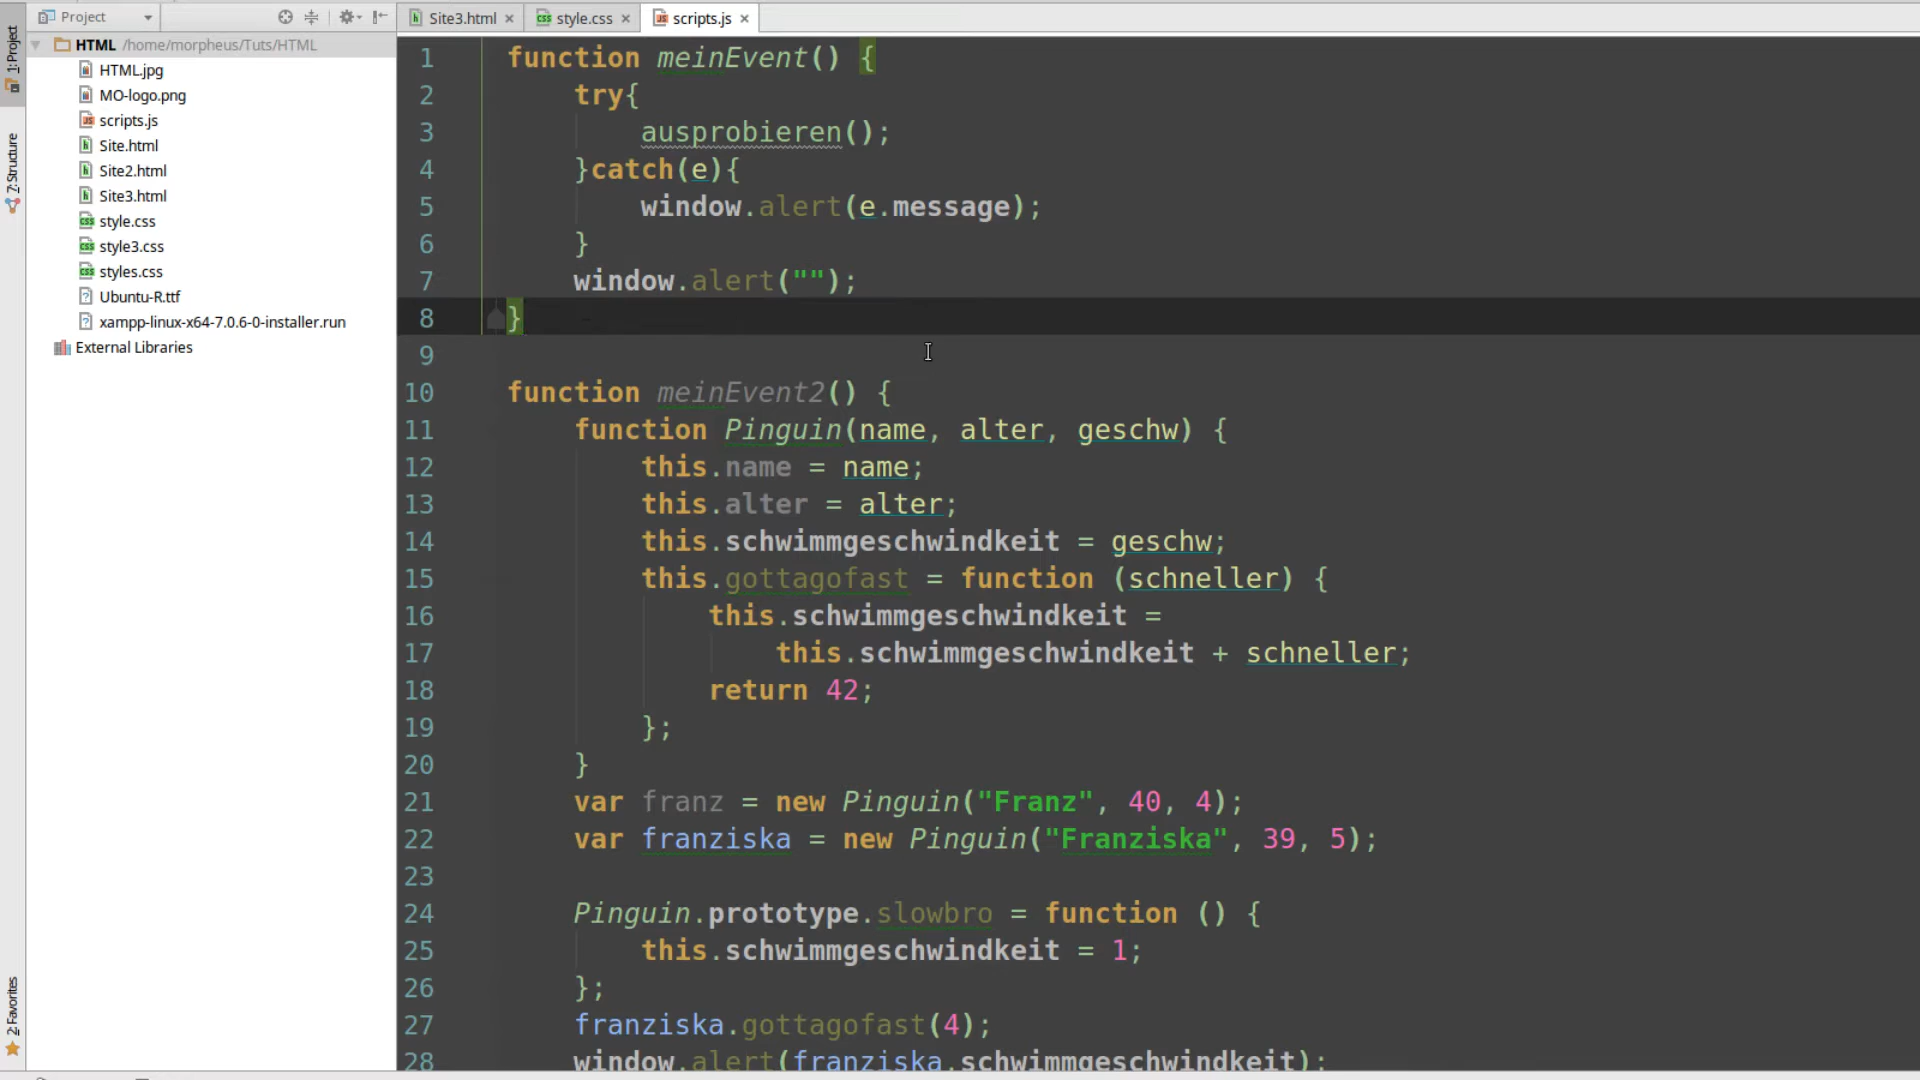 Project
Site3.html
style.css
scripts.js
1: Project
7: Structure
2: Favorites
HTML /home/morpheus/Tuts/HTML
HTML.jpg
MO-logo.png
scripts.js
Site.html
Site2.html
Site3.html
style.css
style3.css
styles.css
Ubuntu-R.ttf
xampp-linux-x64-7.0.6-0-installer.run
External Libraries
1 function meinEvent() {
2 try{
3 ausprobieren();
4 }catch(e){
5 window.alert(e.message);
6 }
7 window.alert("");
8 }
9
10 function meinEvent2() {
11 function Pinguin(name, alter, geschw) {
12 this.name = name;
13 this.alter = alter;
14 this.schwimmgeschwindkeit = geschw;
15 this.gottagofast = function (schneller) {
16 this.schwimmgeschwindkeit =
17 this.schwimmgeschwindkeit + schneller;
18 return 42;
19 };
20 }
21 var franz = new Pinguin("Franz", 40, 4);
22 var franziska = new Pinguin("Franziska", 39, 5);
23
24 Pinguin.prototype.slowbro = function () {
25 this.schwimmgeschwindkeit = 1;
26 };
27 franziska.gottagofast(4);
28 window.alert(franziska.schwimmgeschwindkeit);